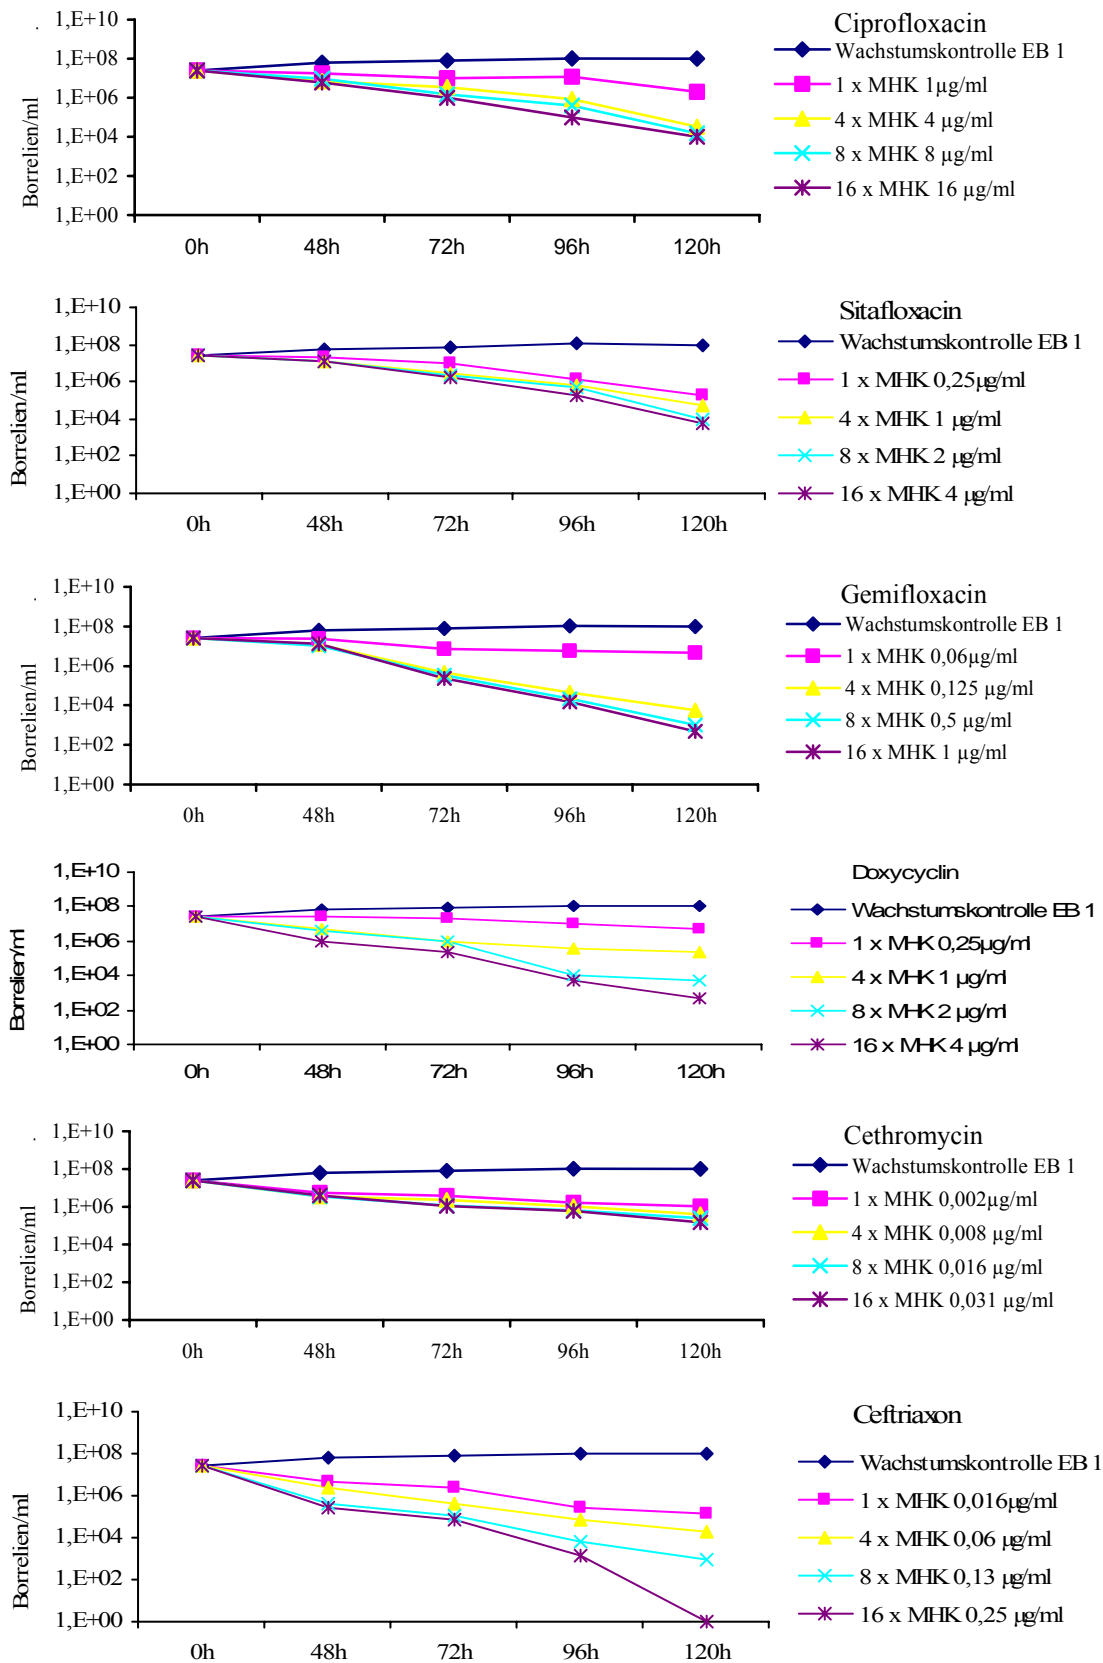 Ciprofloxacin
Borrelien/ml
1,E+10
1,E+08
1,E+06
1,E+04
1,E+02
1,E+00
0h 48h 72h 96h 120h
Wachstumskontrolle EB 1
1 x MHK 1µg/ml
4 x MHK 4 µg/ml
8 x MHK 8 µg/ml
16 x MHK 16 µg/ml
Sitafloxacin
Borrelien/ml
1,E+10
1,E+08
1,E+06
1,E+04
1,E+02
1,E+00
0h 48h 72h 96h 120h
Wachstumskontrolle EB 1
1 x MHK 0,25µg/ml
4 x MHK 1 µg/ml
8 x MHK 2 µg/ml
16 x MHK 4 µg/ml
Gemifloxacin
Borrelien/ml
1,E+10
1,E+08
1,E+06
1,E+04
1,E+02
1,E+00
0h 48h 72h 96h 120h
Wachstumskontrolle EB 1
1 x MHK 0,06µg/ml
4 x MHK 0,125 µg/ml
8 x MHK 0,5 µg/ml
16 x MHK 1 µg/ml
Doxycyclin
Borrelien/ml
1,E+10
1,E+08
1,E+06
1,E+04
1,E+02
1,E+00
0h 48h 72h 96h 120h
Wachstumskontrolle EB 1
1 x MHK 0,25µg/ml
4 x MHK 1 µg/ml
8 x MHK 2 µg/ml
16 x MHK 4 µg/ml
Cethromycin
Borrelien/ml
1,E+10
1,E+08
1,E+06
1,E+04
1,E+02
1,E+00
0h 48h 72h 96h 120h
Wachstumskontrolle EB 1
1 x MHK 0,002µg/ml
4 x MHK 0,008 µg/ml
8 x MHK 0,016 µg/ml
16 x MHK 0,031 µg/ml
Ceftriaxon
Borrelien/ml
1,E+10
1,E+08
1,E+06
1,E+04
1,E+02
1,E+00
0h 48h 72h 96h 120h
Wachstumskontrolle EB 1
1 x MHK 0,016µg/ml
4 x MHK 0,06 µg/ml
8 x MHK 0,13 µg/ml
16 x MHK 0,25 µg/ml